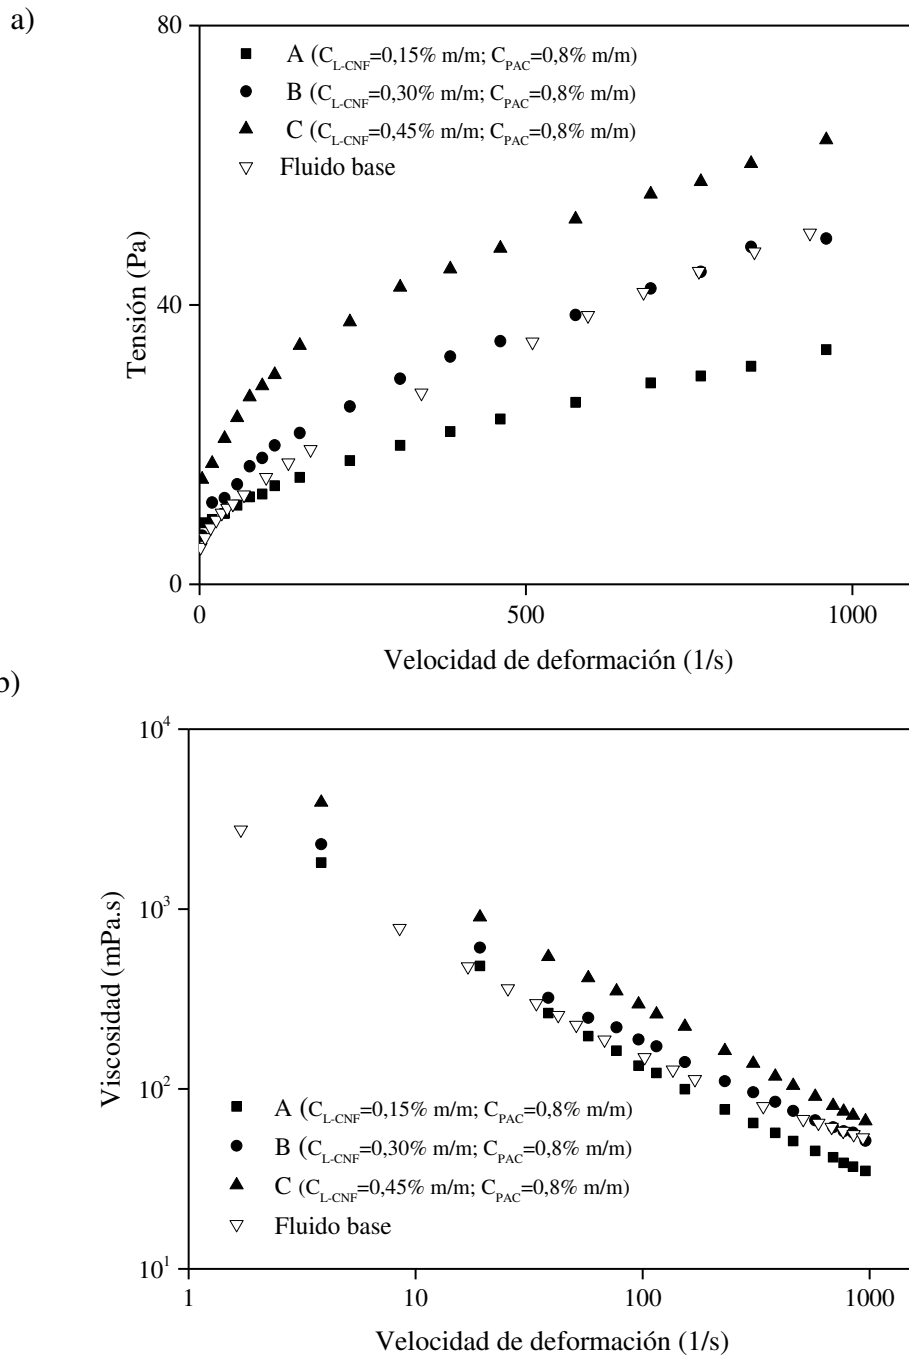 a)
80
A (C_L-CNF=0,15% m/m; C_PAC=0,8% m/m)
B (C_L-CNF=0,30% m/m; C_PAC=0,8% m/m)
C (C_L-CNF=0,45% m/m; C_PAC=0,8% m/m)
Fluido base
Tensión (Pa)
40
0
0 500 1000
Velocidad de deformación (1/s)
b)
10^4
10^3
Viscosidad (mPa.s)
10^2
A (C_L-CNF=0,15% m/m; C_PAC=0,8% m/m)
B (C_L-CNF=0,30% m/m; C_PAC=0,8% m/m)
C (C_L-CNF=0,45% m/m; C_PAC=0,8% m/m)
Fluido base
10^1
1 10 100 1000
Velocidad de deformación (1/s)